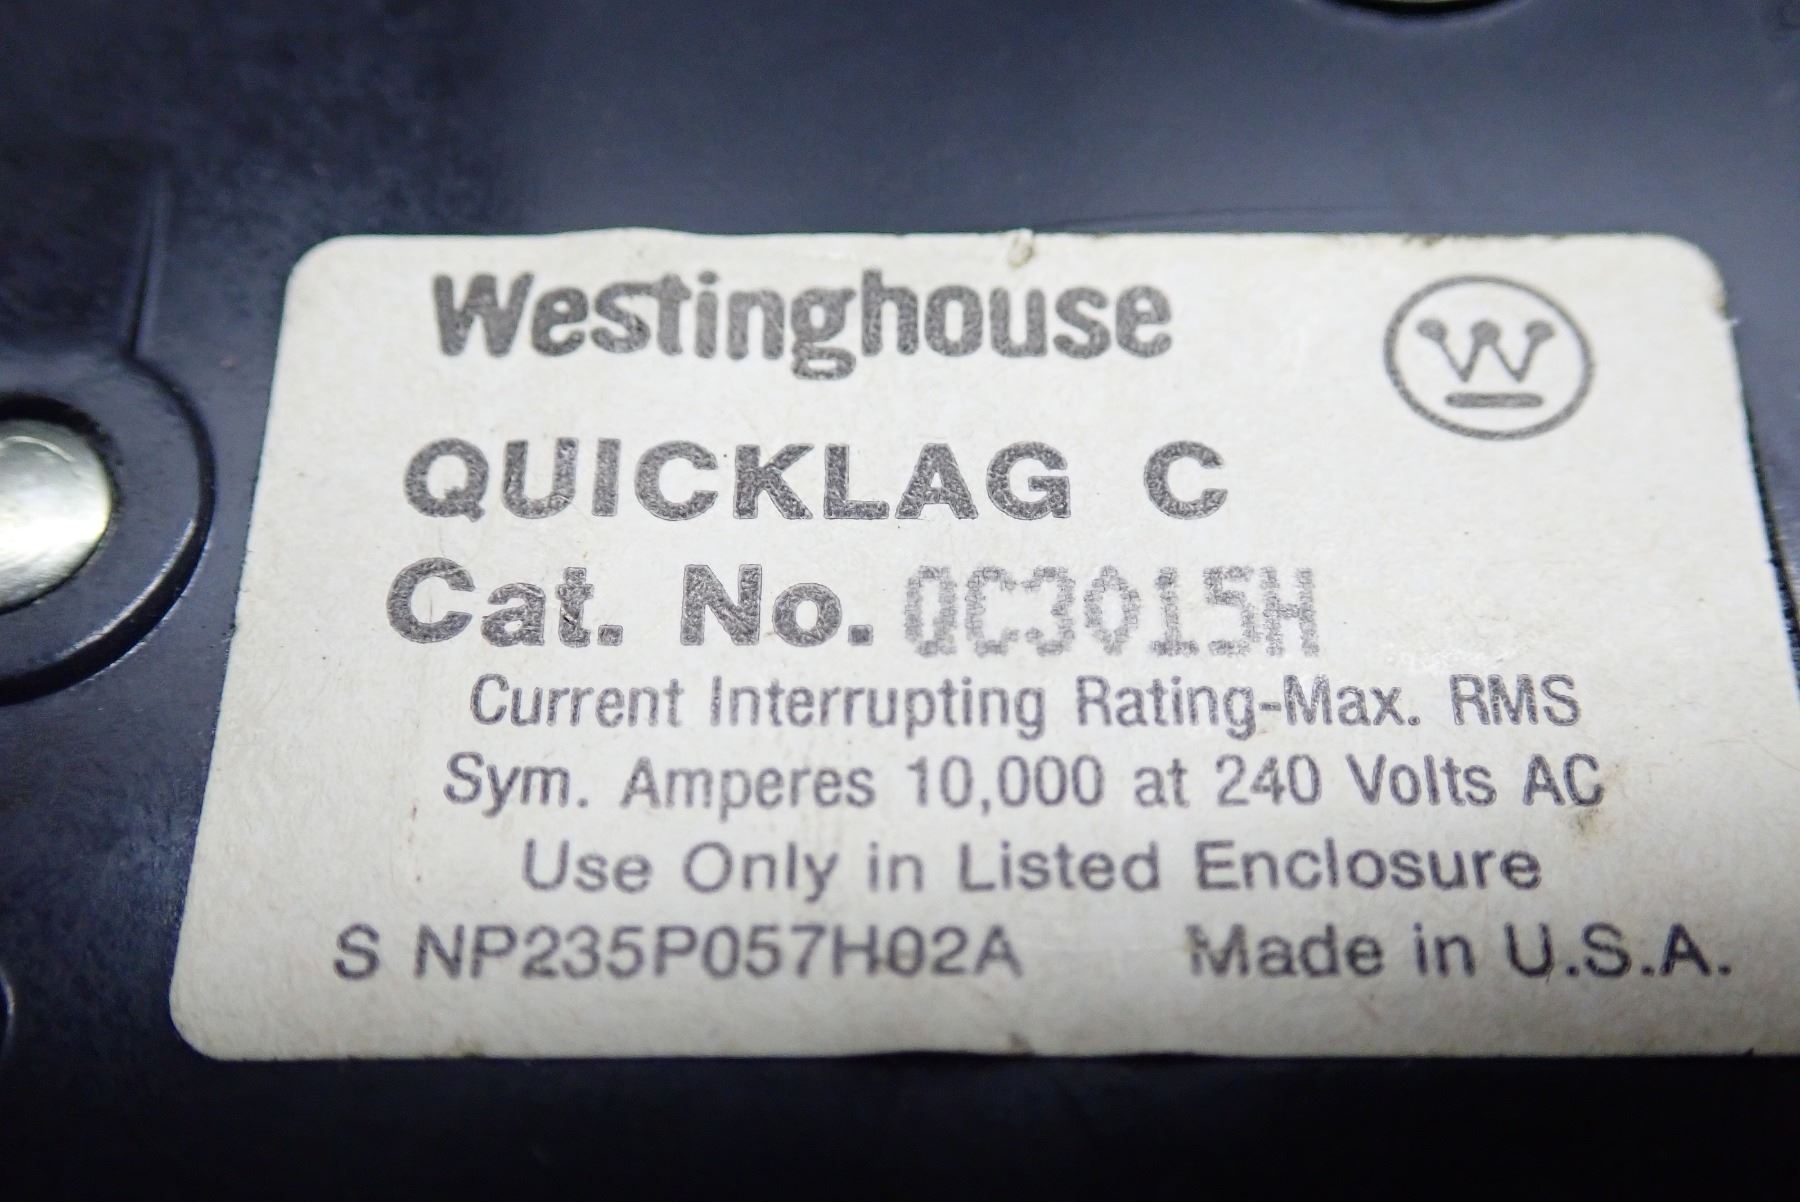 Westinghouse
W
QUICKLAG C
Cat. No. QC3015H
Current Interrupting Rating-Max. RMS
Sym. Amperes 10,000 at 240 Volts AC
Use Only in Listed Enclosure
S NP235P057H02A Made in U.S.A.